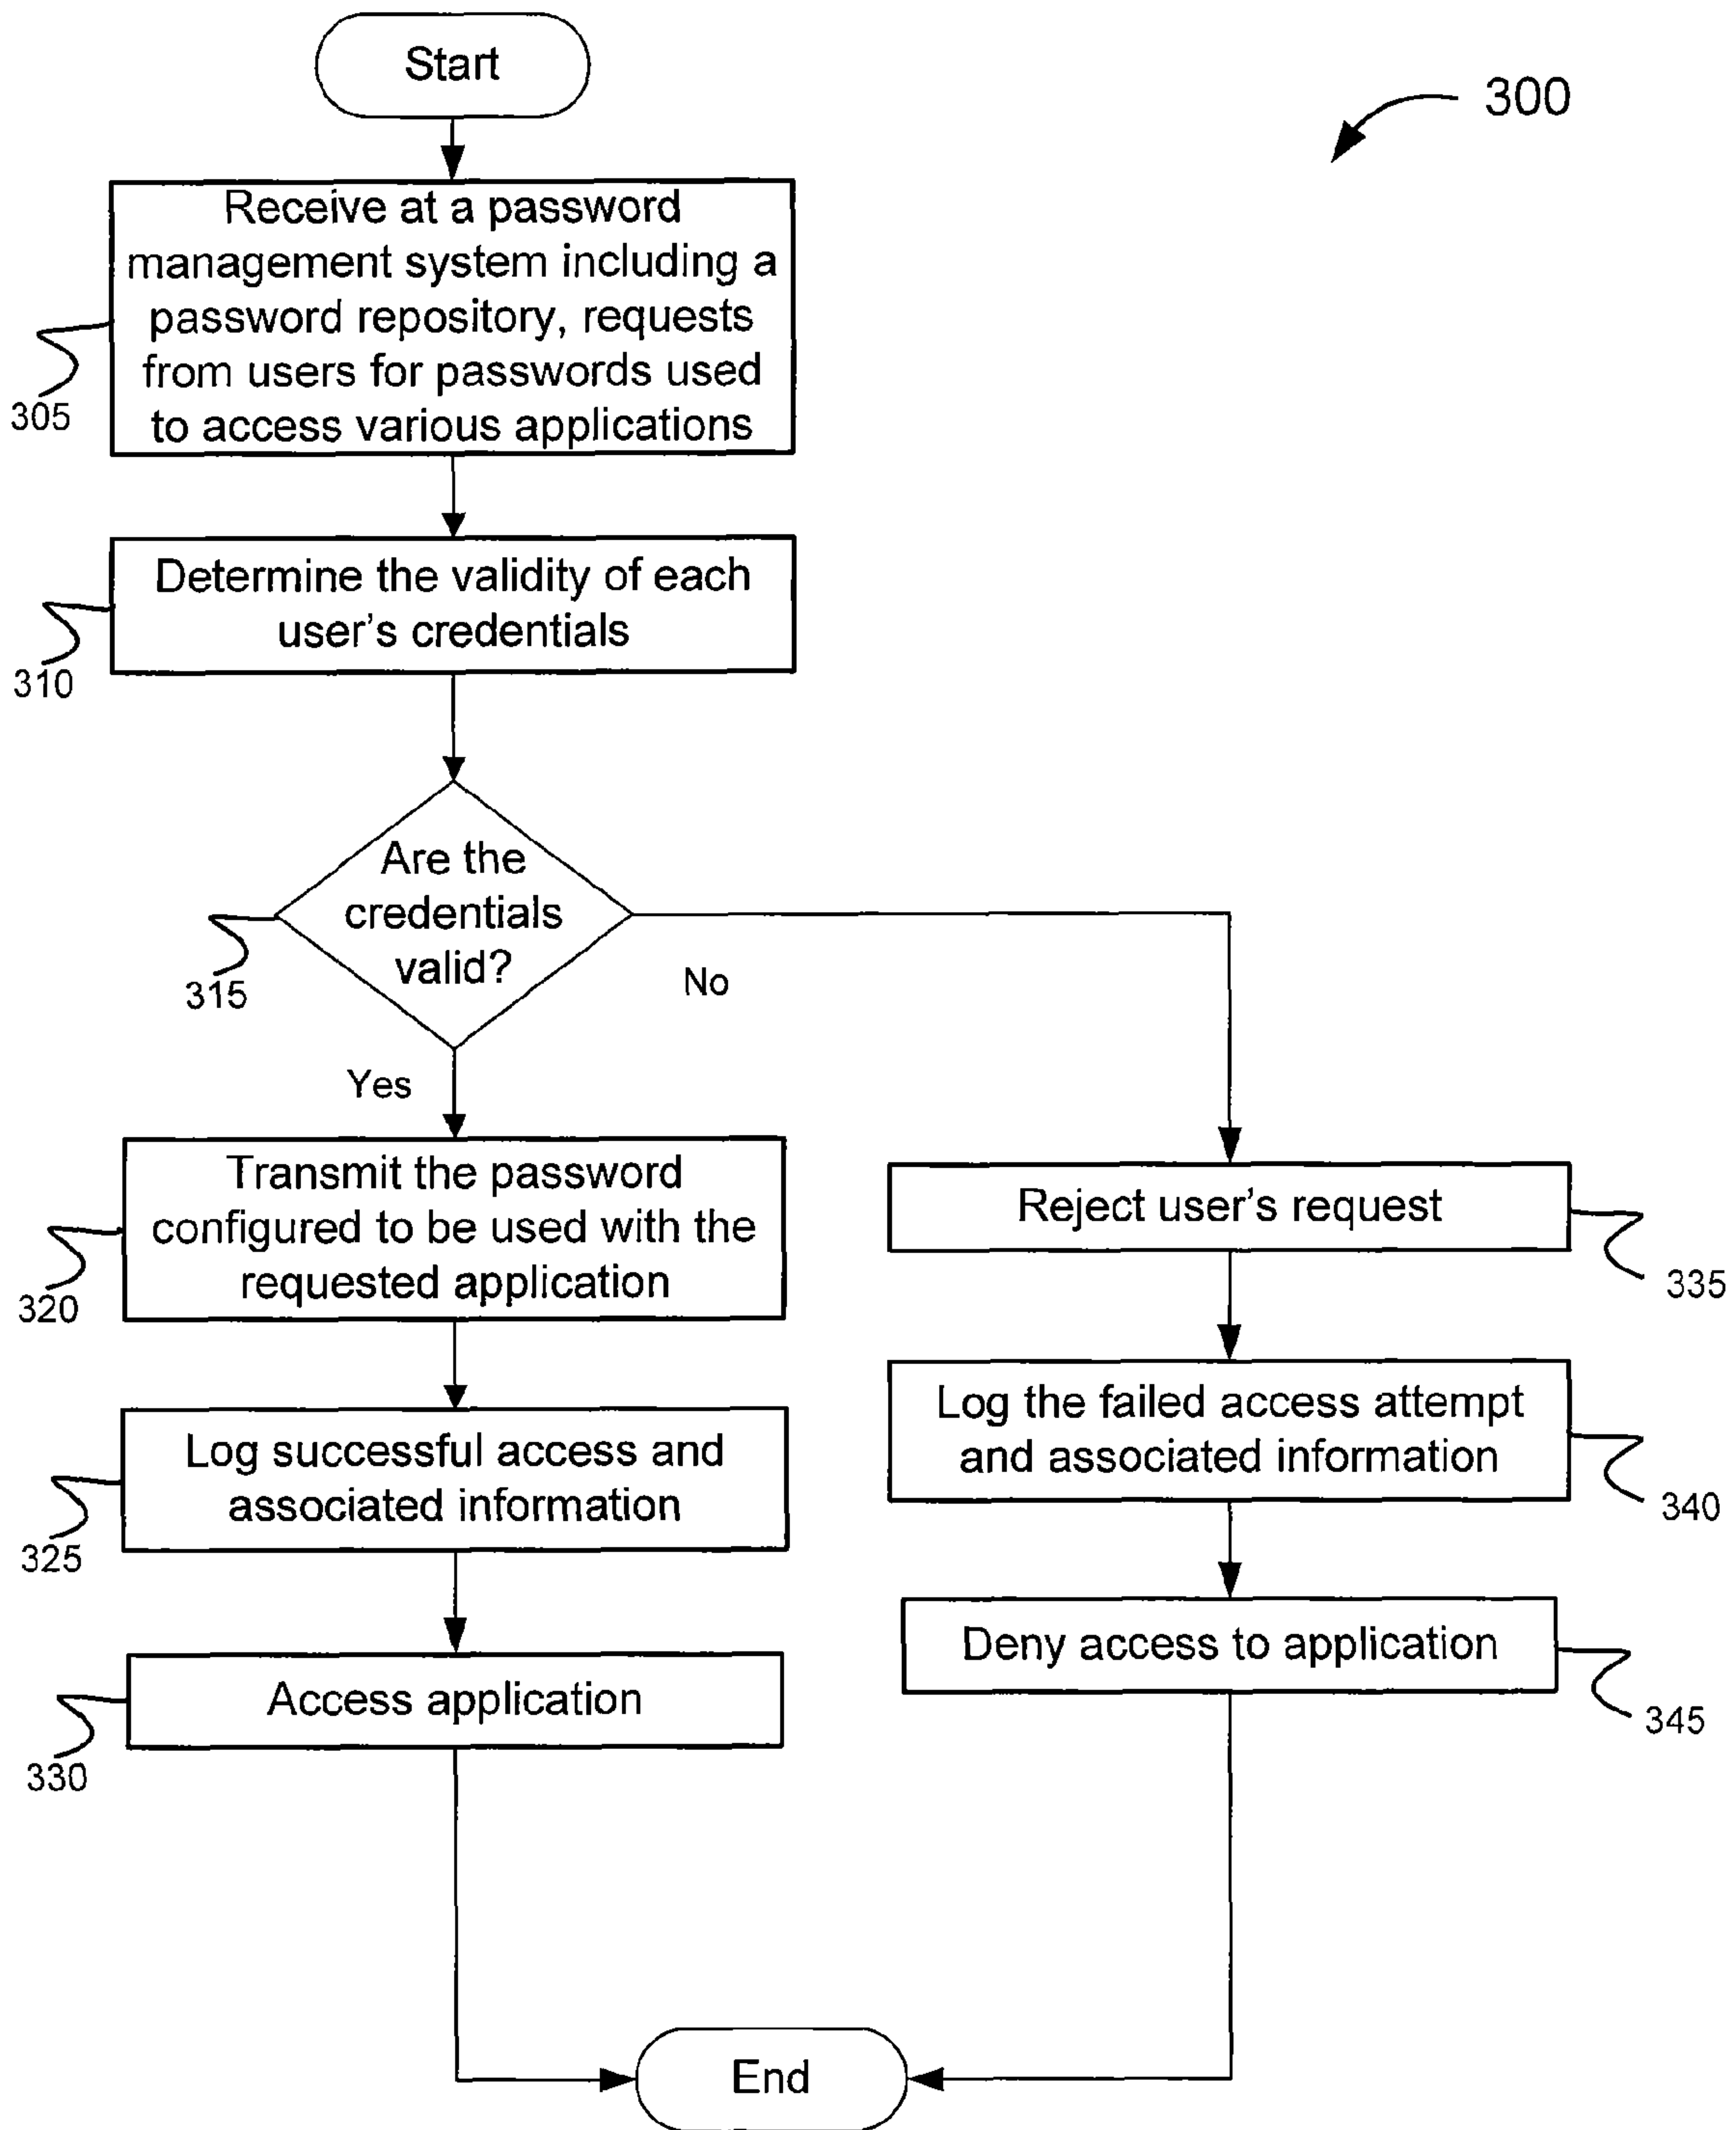 Start
300
Receive at a password
management system including a
password repository, requests
from users for passwords used
to access various applications
305
Determine the validity of each
user's credentials
310
Are the
credentials
valid?
315
No
Yes
Transmit the password
configured to be used with the
requested application
320
Reject user's request
335
Log successful access and
associated information
325
Log the failed access attempt
and associated information
340
Access application
330
Deny access to application
345
End